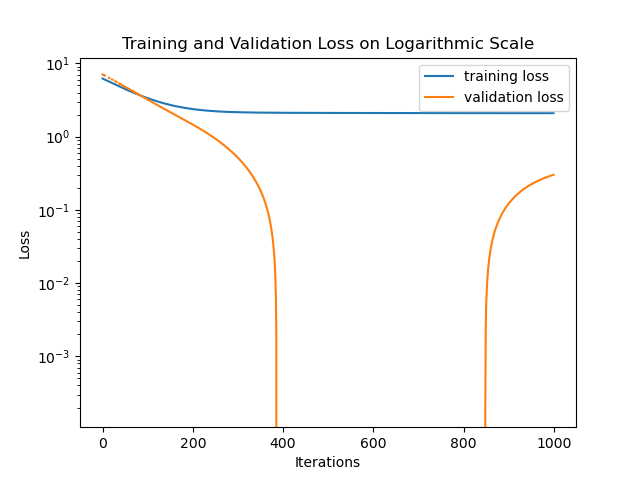 Training and Validation Loss on Logarithmic Scale
training loss
validation loss
10¹
10⁰
10⁻¹
10⁻²
10⁻³
Loss
0
200
400
600
800
1000
Iterations